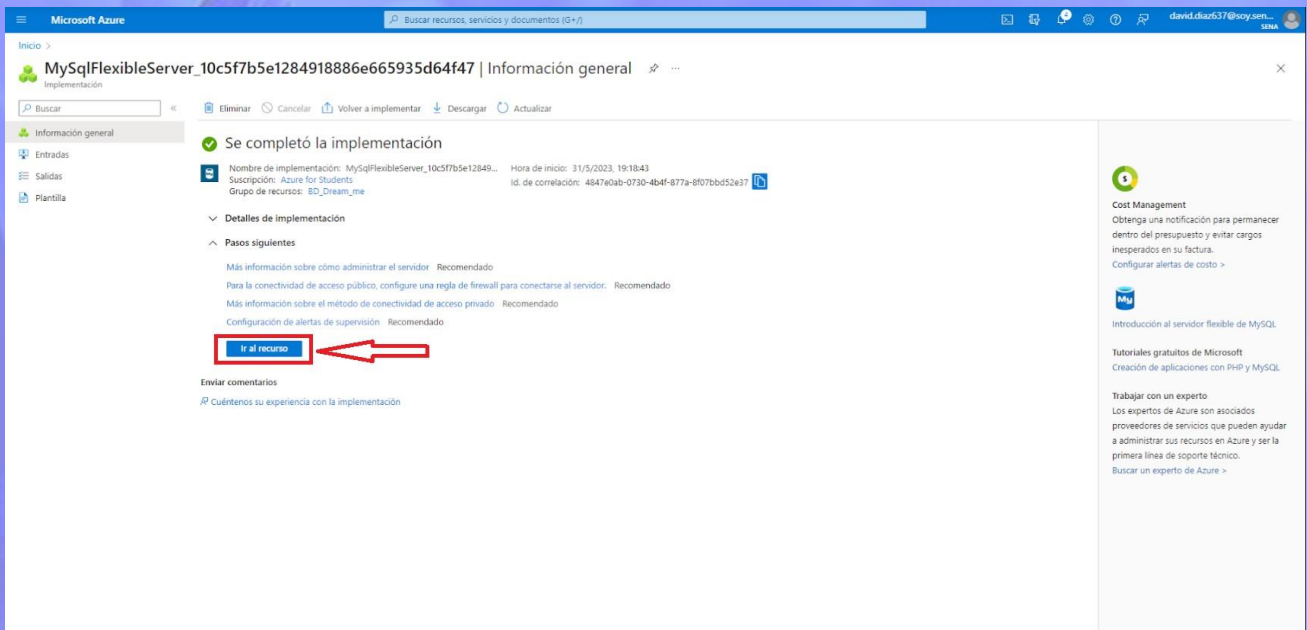 Microsoft Azure
Buscar recursos, servicios y documentos (G+/)
4
david.diaz637@soy.sen...
SENA
Inicio >
MySqlFlexibleServer_10c5f7b5e1284918886e665935d64f47 | Información general
Implementación
Buscar
Información general
Entradas
Salidas
Plantilla
Eliminar Cancelar Volver a implementar Descargar Actualizar
Se completó la implementación
Nombre de implementación: MySqlFlexibleServer_10c5f7b5e12849... Hora de inicio: 31/5/2023, 19:18:43
Suscripción: Azure for Students Id. de correlación: 4847e0ab-0730-4b4f-877a-8f07bbd52e37
Grupo de recursos: BD_Dream_me
Detalles de implementación
Pasos siguientes
Más información sobre cómo administrar el servidor Recomendado
Para la conectividad de acceso público, configure una regla de firewall para conectarse al servidor. Recomendado
Más información sobre el método de conectividad de acceso privado Recomendado
Configuración de alertas de supervisión Recomendado
Ir al recurso
Enviar comentarios
Cuéntenos su experiencia con la implementación
Cost Management
Obtenga una notificación para permanecer
dentro del presupuesto y evitar cargos
inesperados en su factura.
Configurar alertas de costo >
My
Introducción al servidor flexible de MySQL
Tutoriales gratuitos de Microsoft
Creación de aplicaciones con PHP y MySQL
Trabajar con un experto
Los expertos de Azure son asociados
proveedores de servicios que pueden ayudar
a administrar sus recursos en Azure y ser la
primera línea de soporte técnico.
Buscar un experto de Azure >